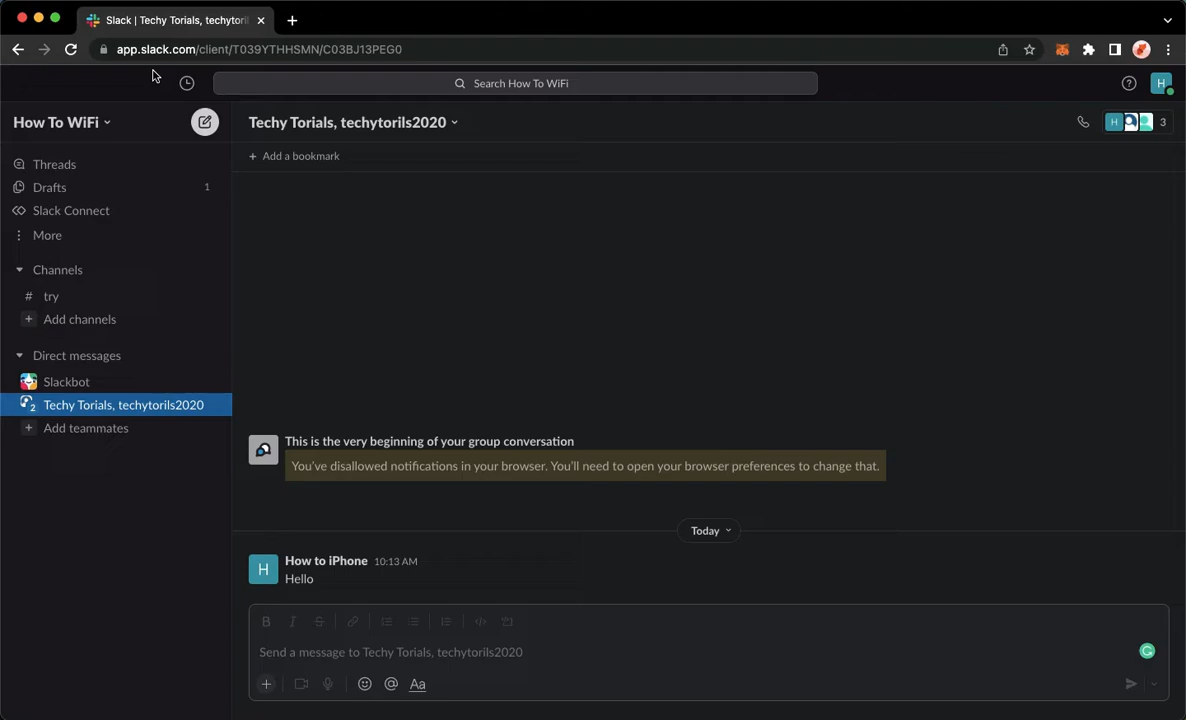 Slack | Techy Torials, techytori
app.slack.com/client/T039YTHHSMN/C03BJ13PEG0
Search How To WiFi
H
How To WiFi
Techy Torials, techytorils2020
H
3
Add a bookmark
Threads
Drafts 1
Slack Connect
More
Channels
# try
+ Add channels
Direct messages
Slackbot
2 Techy Torials, techytorils2020
+ Add teammates
This is the very beginning of your group conversation
You've disallowed notifications in your browser. You'll need to open your browser preferences to change that.
Today
H
How to iPhone 10:13 AM
Hello
Send a message to Techy Torials, techytorils2020
Aa